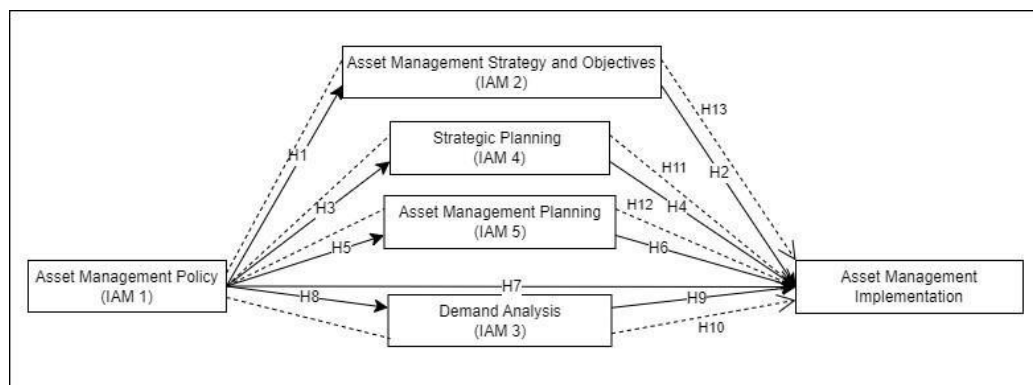 Asset Management Strategy and Objectives
(IAM 2)
H13
Strategic Planning
(IAM 4)
H1
H11
H2
H3
Asset Management Planning
(IAM 5)
H12
H4
H5
H6
Asset Management Policy
(IAM 1)
H7
Asset Management
Implementation
H8
Demand Analysis
(IAM 3)
H9
H10